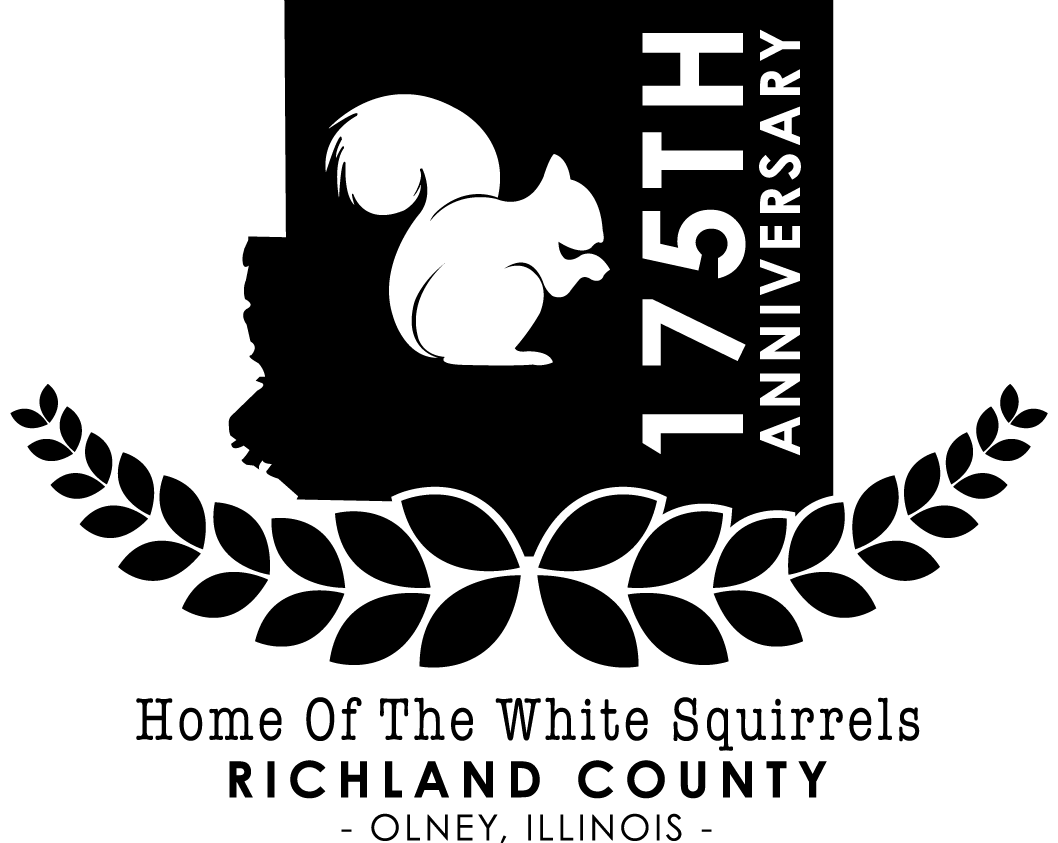 175TH
ANNIVERSARY
Home Of The White Squirrels
RICHLAND COUNTY
- OLNEY, ILLINOIS -